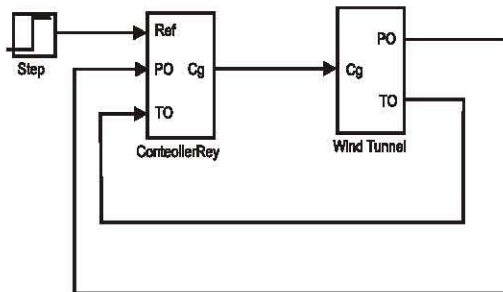 Step
Ref
PO
TO
Cg
ConteollerRey
Cg
PO
TO
Wind Tunnel